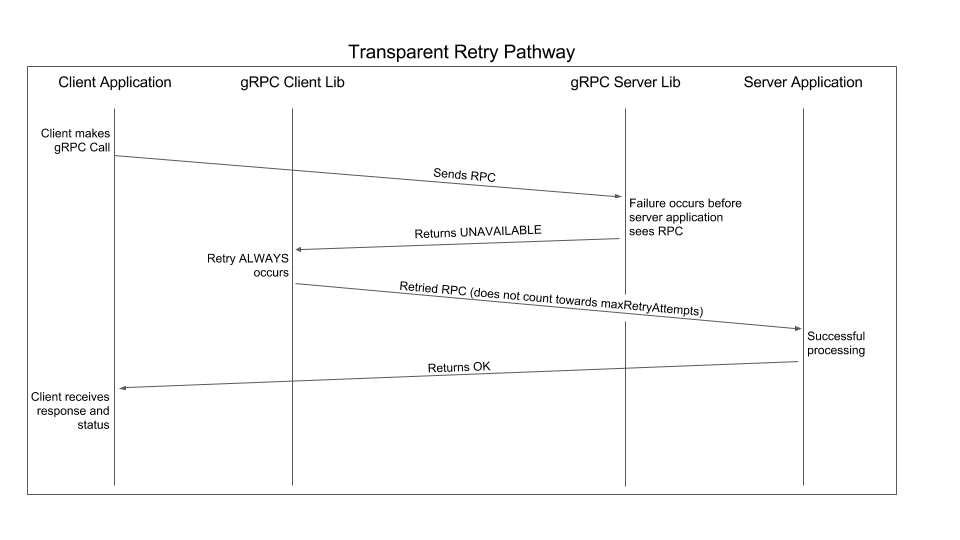 Transparent Retry Pathway
Client Application
gRPC Client Lib
gRPC Server Lib
Server Application
Client makes
gRPC Call
Sends RPC
Failure occurs before
server application
sees RPC
Returns UNAVAILABLE
Retry ALWAYS
occurs
Retried RPC (does not count towards maxRetryAttempts)
Successful
processing
Returns OK
Client receives
response and
status